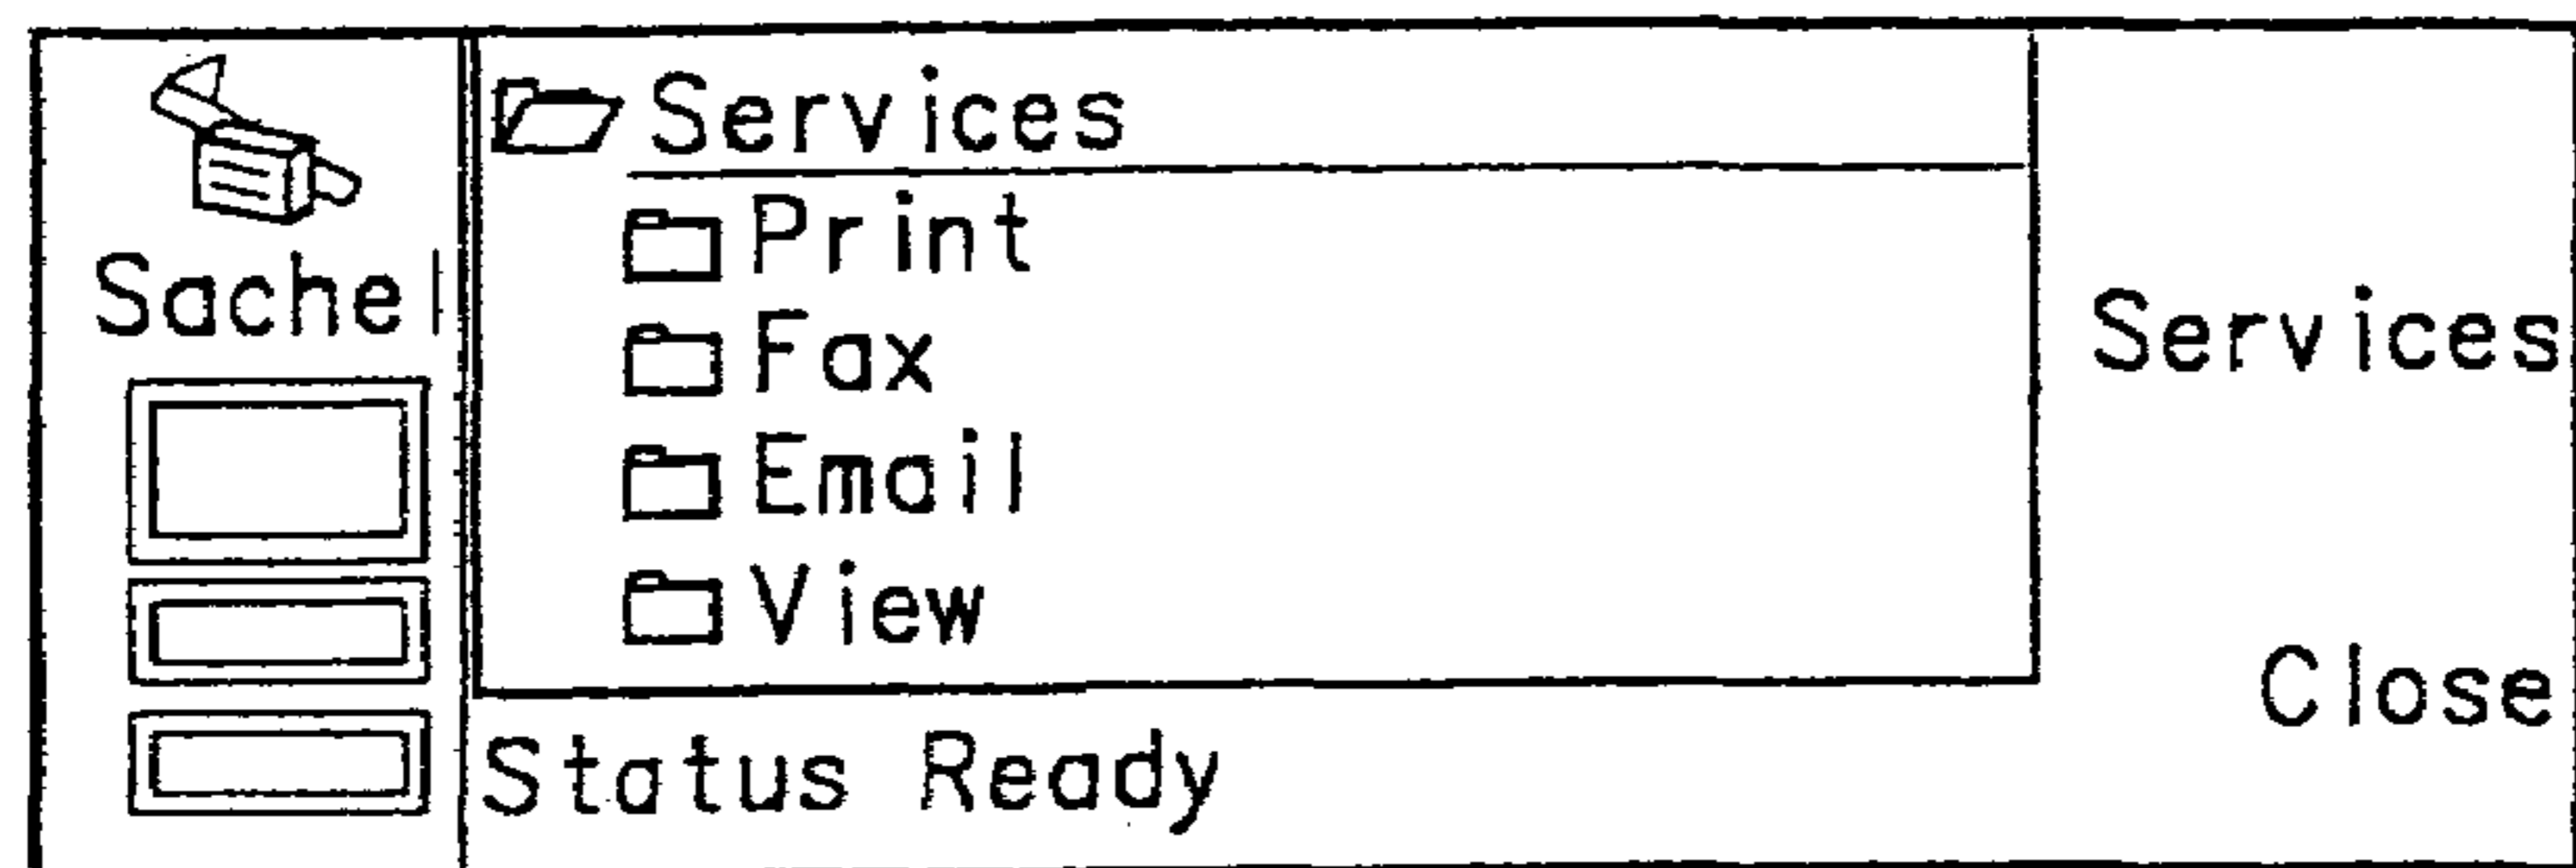 Sachel
Services
Print
Fax
Email
View
Status Ready
Services
Close